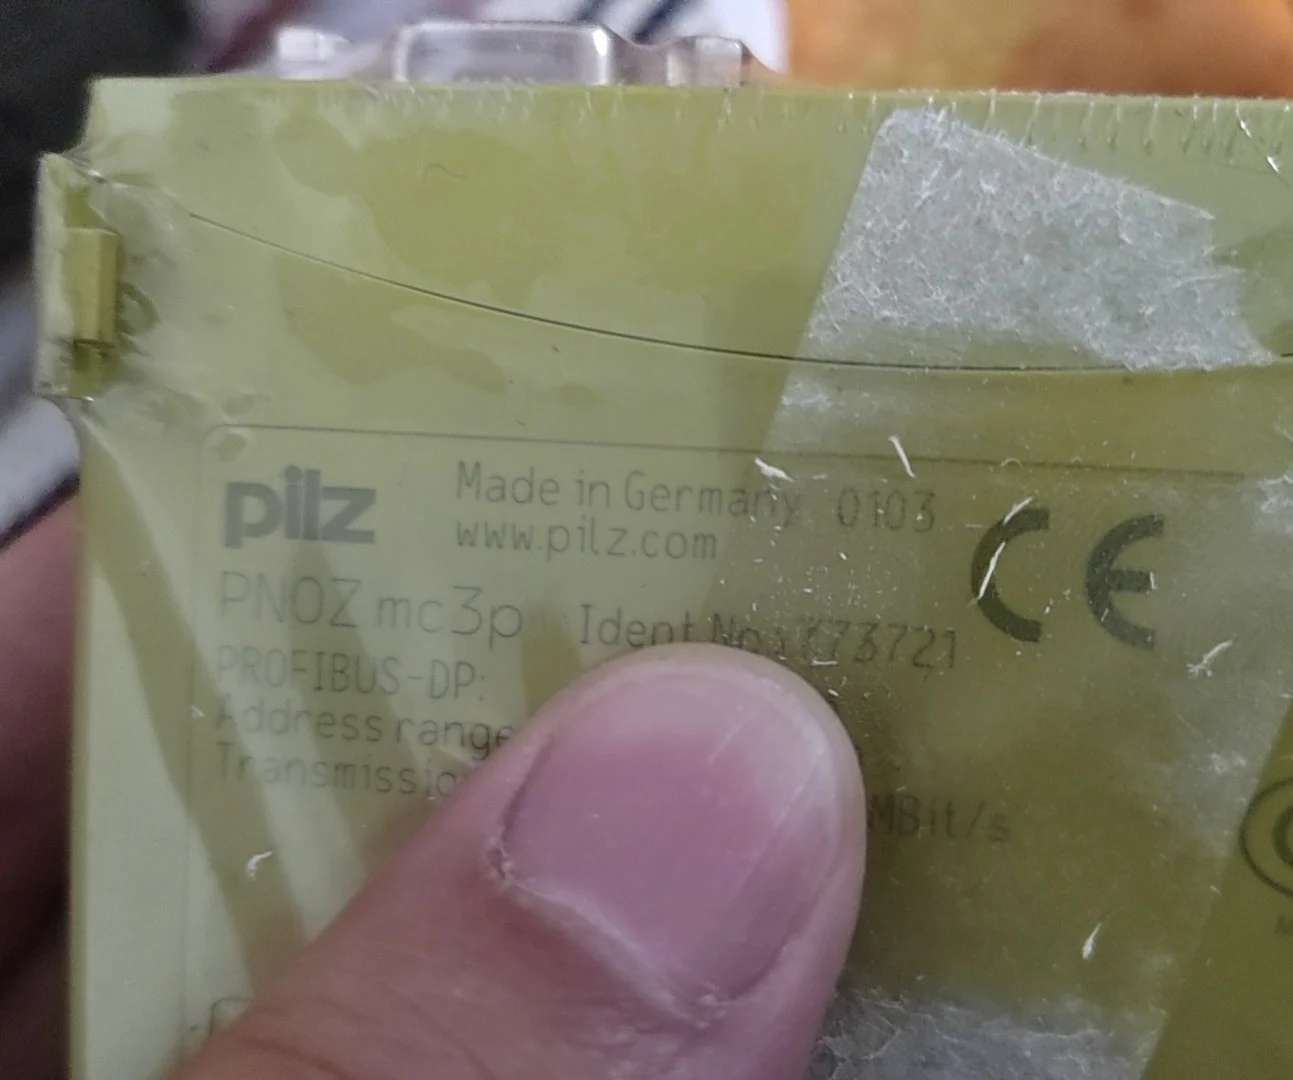 pilz Made in Germany 0103
www.pilz.com
CE
PNOZ mc3p Ident No.: 773721
PROFIBUS-DP:
Address range
MBit/s